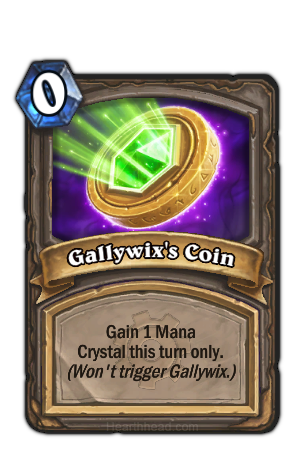 0
Gallywix's Coin
Gain 1 Mana
Crystal this turn only.
(Won't trigger Gallywix.)
Hearthhead.com